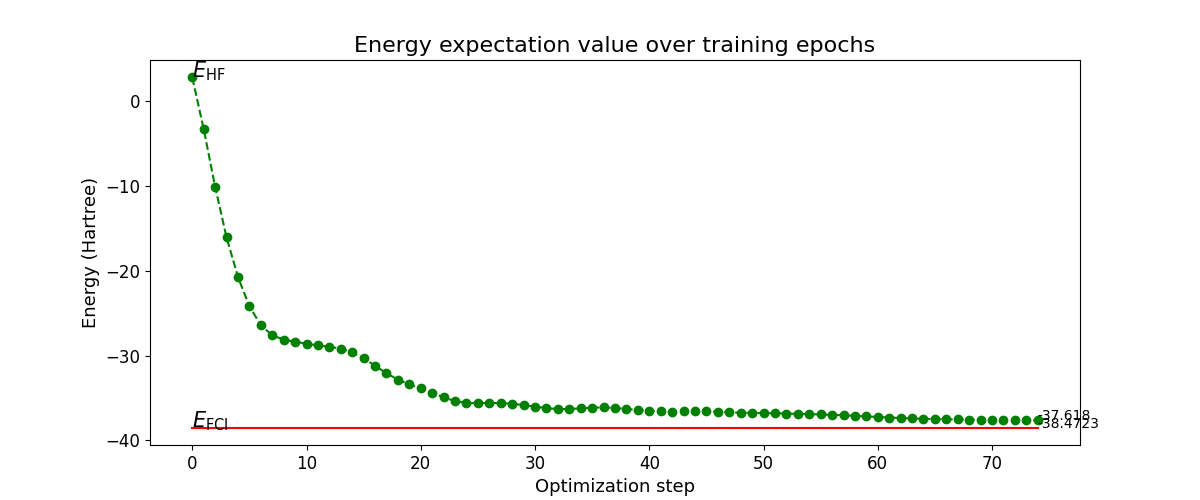 Energy expectation value over training epochs
E_HF
0
−10
−20
−30
−40
Energy (Hartree)
E_FCI
-37.618
-38.4723
0 10 20 30 40 50 60 70
Optimization step